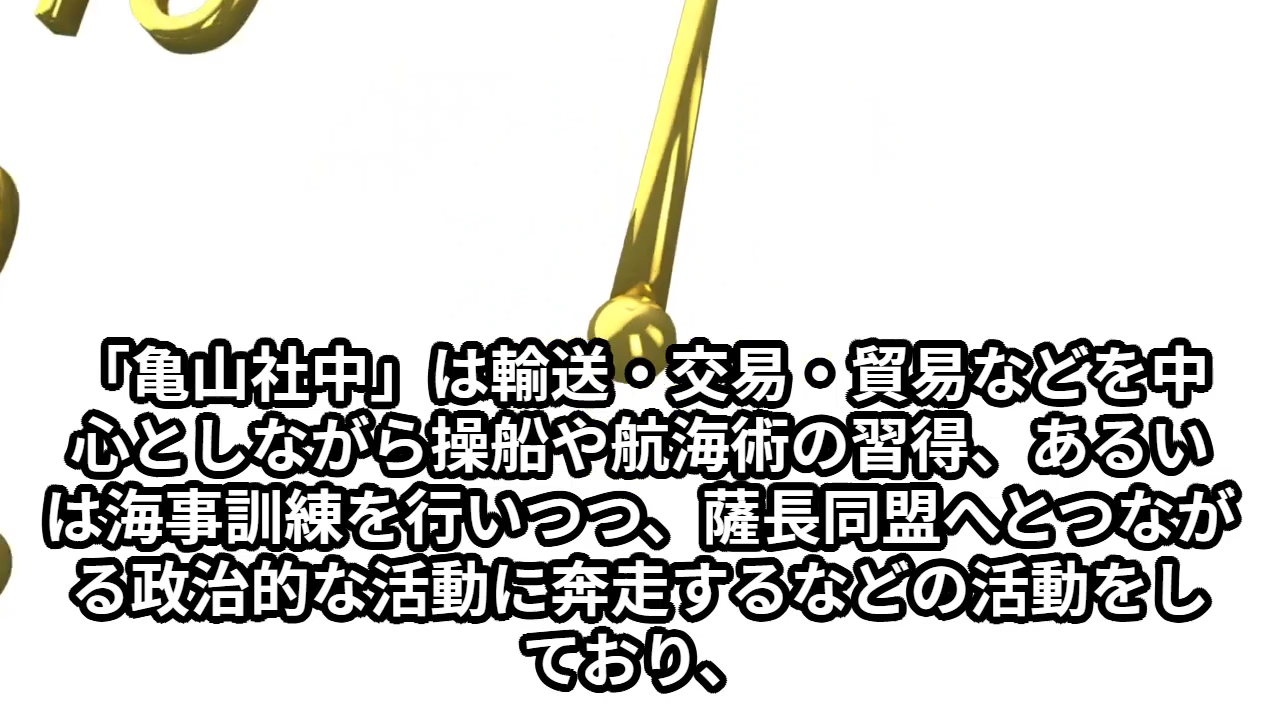 「亀山社中」は輸送・交易・貿易などを中
心としながら操船や航海術の習得、あるい
は海事訓練を行いつつ、薩長同盟へとつなが
る政治的な活動に奔走するなどの活動をし
ており、